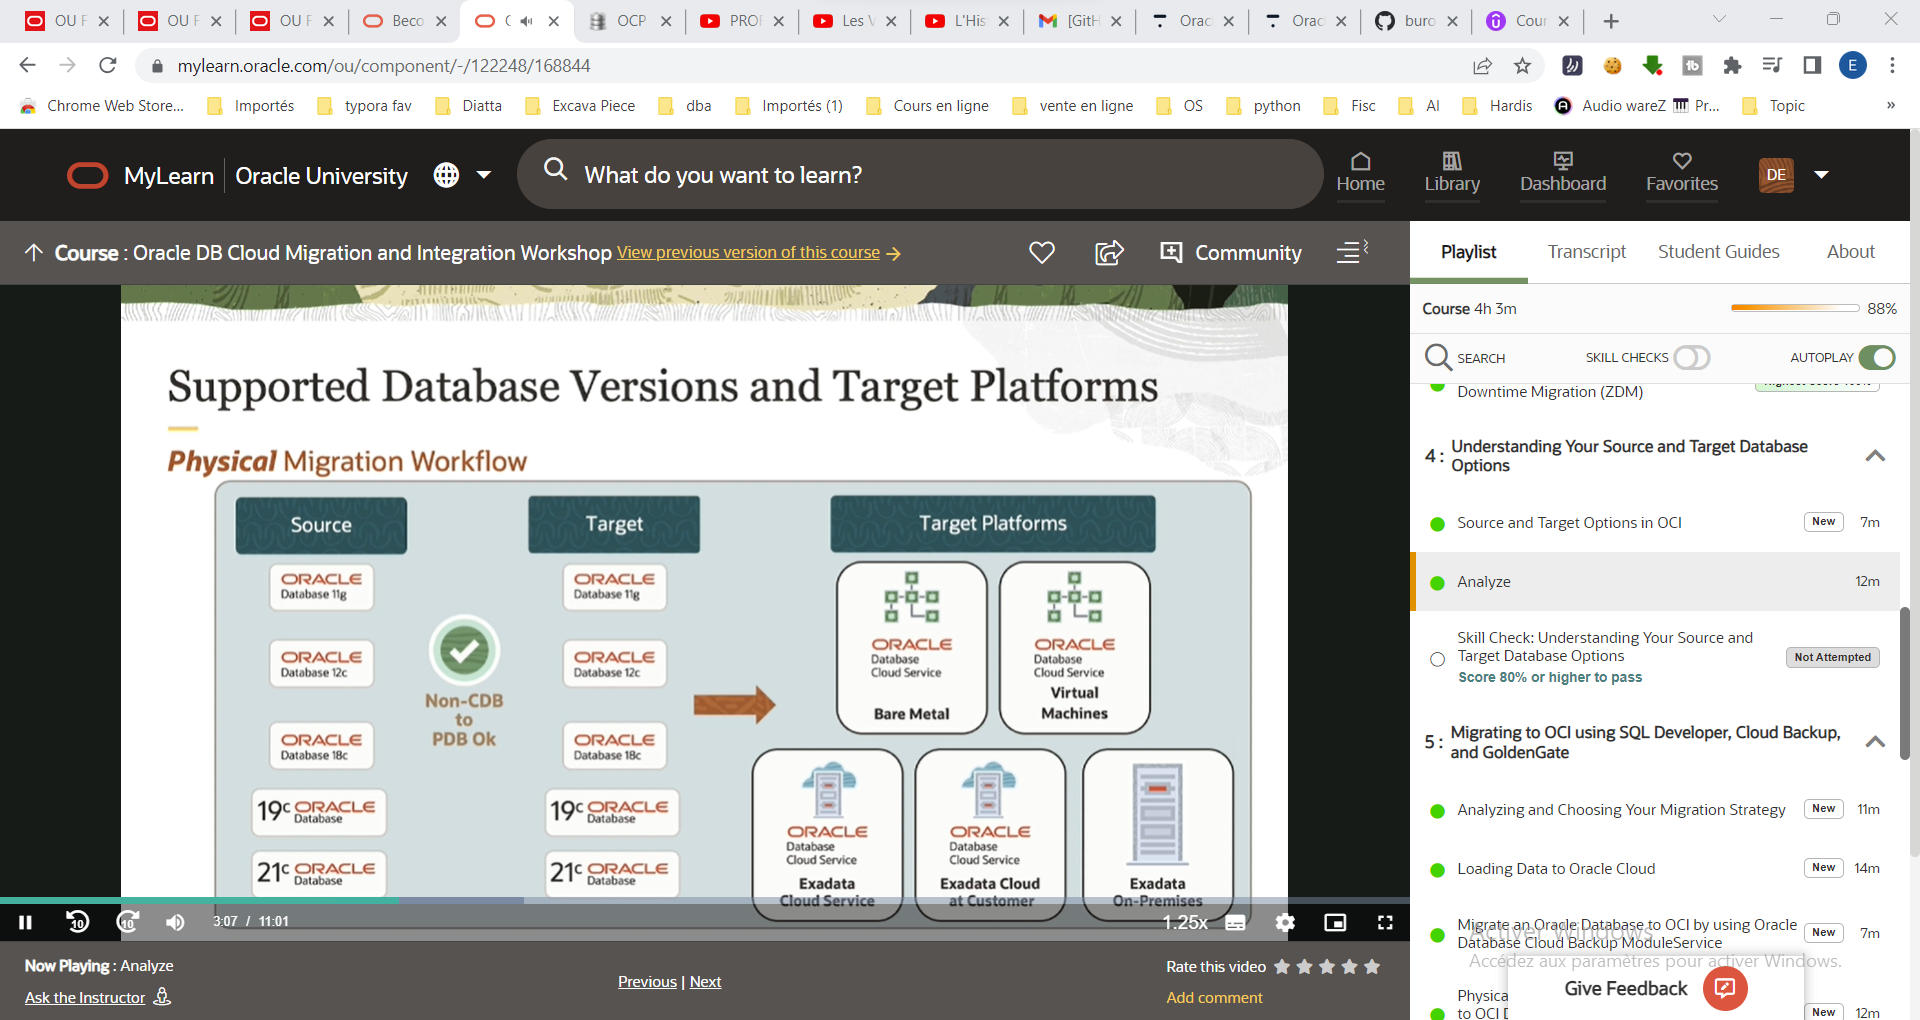 OU F
OU F
OU F
Beco
OCP
PROF
Les V
L'His
[GitH
Orac
Orac
buro
Cour
mylearn.oracle.com/ou/component/-/122248/168844
E
Chrome Web Store...
Importés
typora fav
Diatta
Excava Piece
dba
Importés (1)
Cours en ligne
vente en ligne
OS
python
Fisc
AI
Hardis
Audio wareZ
Pr...
Topic
»
MyLearn
Oracle University
What do you want to learn?
Home
Library
Dashboard
Favorites
DE
Course : Oracle DB Cloud Migration and Integration Workshop View previous version of this course
Community
Playlist
Transcript
Student Guides
About
Course 4h 3m
88%
SEARCH
SKILL CHECKS
AUTOPLAY
Downtime Migration (ZDM)
4 : Understanding Your Source and Target Database
Options
Source and Target Options in OCI
New
7m
Analyze
12m
Skill Check: Understanding Your Source and
Target Database Options
Score 80% or higher to pass
Not Attempted
5 : Migrating to OCI using SQL Developer, Cloud Backup,
and GoldenGate
Analyzing and Choosing Your Migration Strategy
New
11m
Loading Data to Oracle Cloud
New
14m
Migrate an Oracle Database to OCI by using Oracle
Database Cloud Backup ModuleService
New
7m
Activer Windows
Accédez aux paramètres pour activer Windows.
Physica
to OCI
New
12m
Give Feedback
Supported Database Versions and Target Platforms
Physical Migration Workflow
Source
Target
Target Platforms
ORACLE
Database 11g
ORACLE
Database 12c
ORACLE
Database 18c
19c ORACLE
Database
21c ORACLE
Database
Non-CDB
to
PDB Ok
ORACLE
Database 11g
ORACLE
Database 12c
ORACLE
Database 18c
19c ORACLE
Database
21c ORACLE
Database
ORACLE
Database
Cloud Service
Bare Metal
ORACLE
Database
Cloud Service
Virtual
Machines
ORACLE
Database
Cloud Service
Exadata
Cloud Service
ORACLE
Database
Cloud Service
Exadata Cloud
at Customer
Exadata
On-Premises
10
10
3:07 / 11:01
1.25x
Now Playing : Analyze
Ask the Instructor
Previous | Next
Rate this video
Add comment